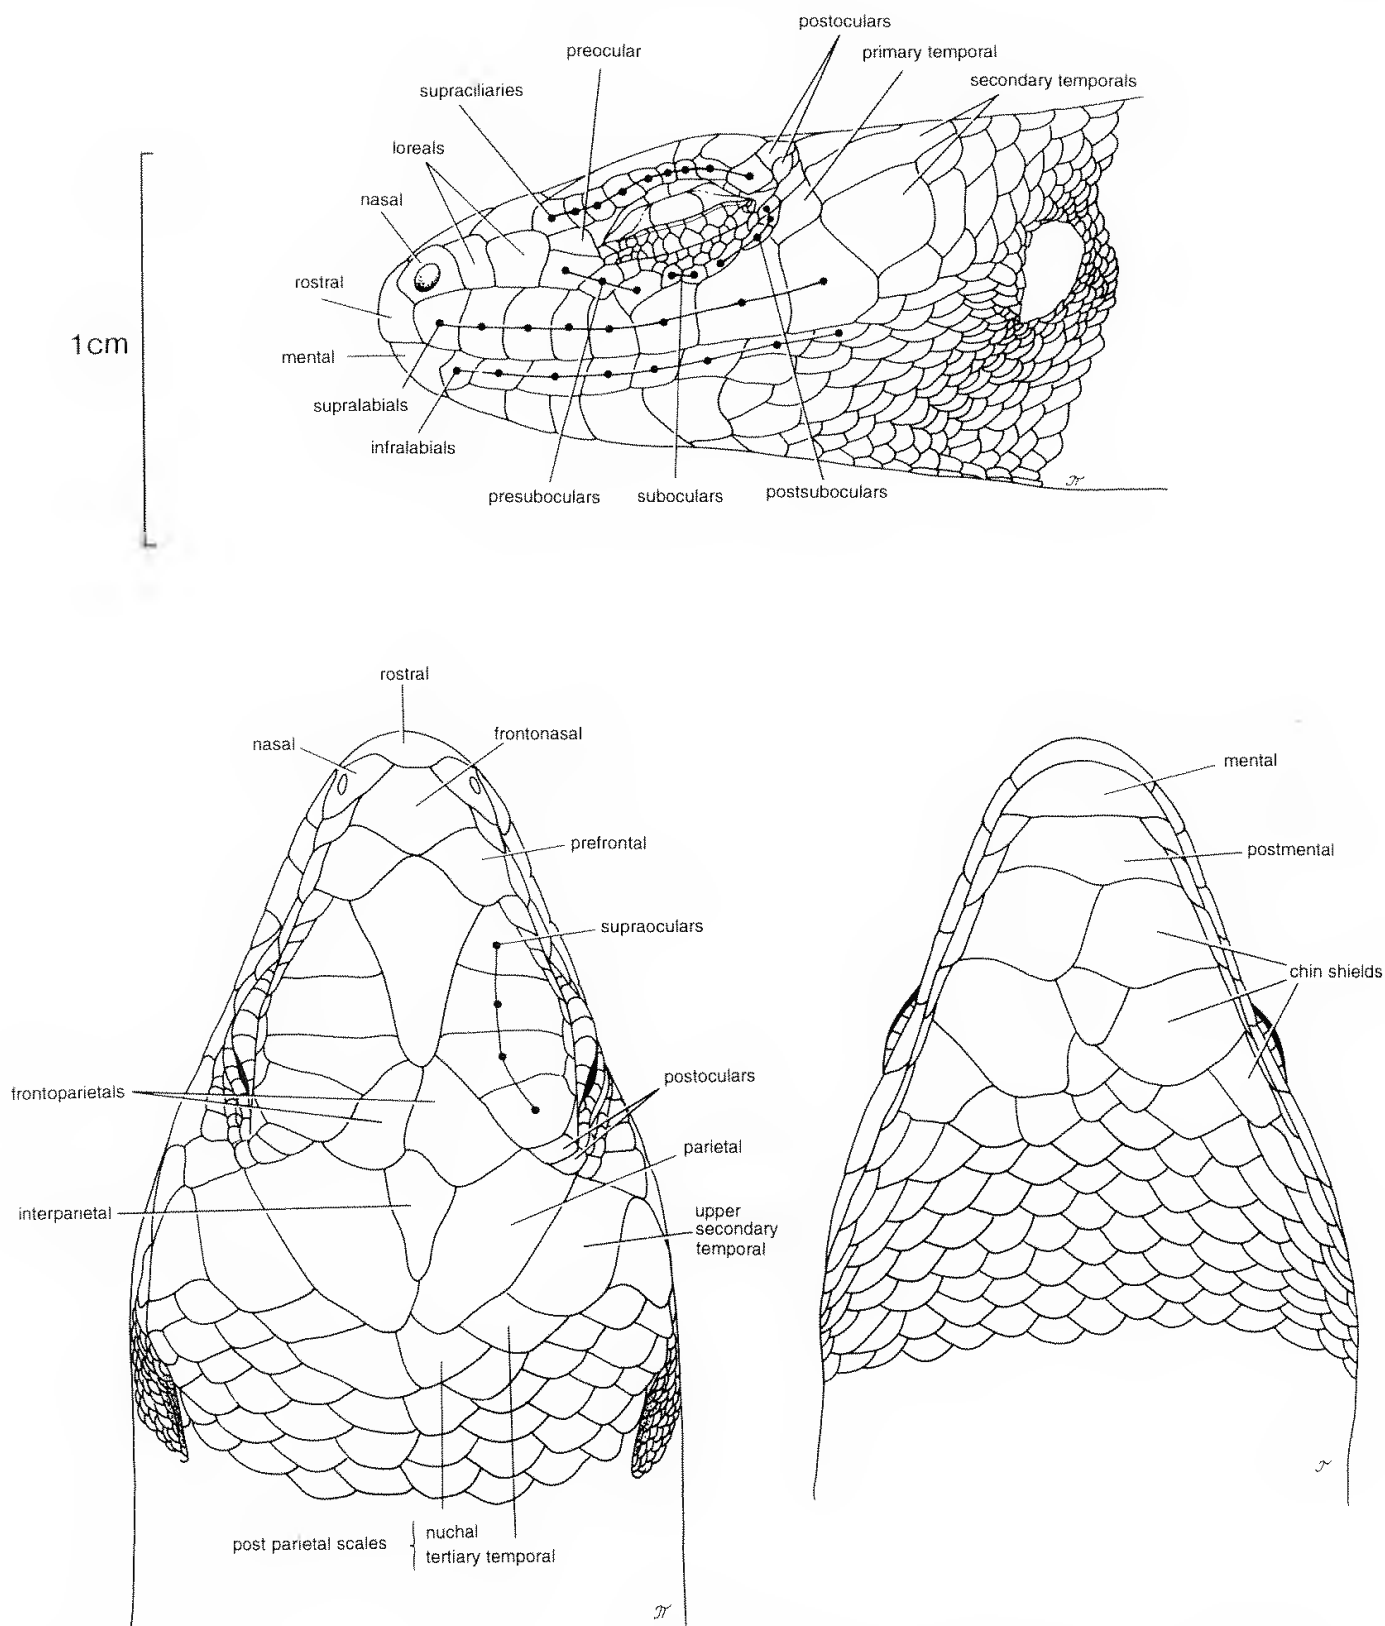 postoculars
preocular
primary temporal
supraciliaries
secondary temporals
loreals
nasal
rostral
1cm
mental
supralabials
infralabials
presuboculars
suboculars
postsuboculars
rostral
nasal
frontonasal
prefrontal
supraoculars
frontoparietals
postoculars
parietal
interparietal
upper
secondary
temporal
post parietal scales
nuchal
tertiary temporal
mental
postmental
chin shields